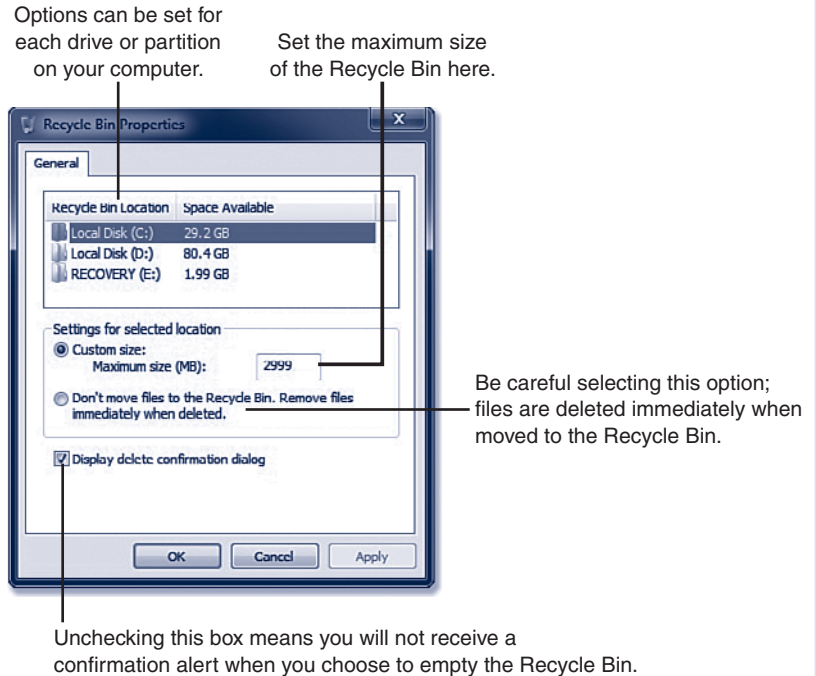 Options can be set for
each drive or partition
on your computer.
Set the maximum size
of the Recycle Bin here.
Recycle Bin Properties
X
General
Recycle Bin Location Space Available
Local Disk (C:) 29.2 GB
Local Disk (D:) 80.4 GB
RECOVERY (E:) 1.99 GB
Settings for selected location
Custom size:
Maximum size (MB): 2999
Don't move files to the Recycle Bin. Remove files
immediately when deleted.
Be careful selecting this option;
files are deleted immediately when
moved to the Recycle Bin.
Display delete confirmation dialog
OK Cancel Apply
Unchecking this box means you will not receive a
confirmation alert when you choose to empty the Recycle Bin.